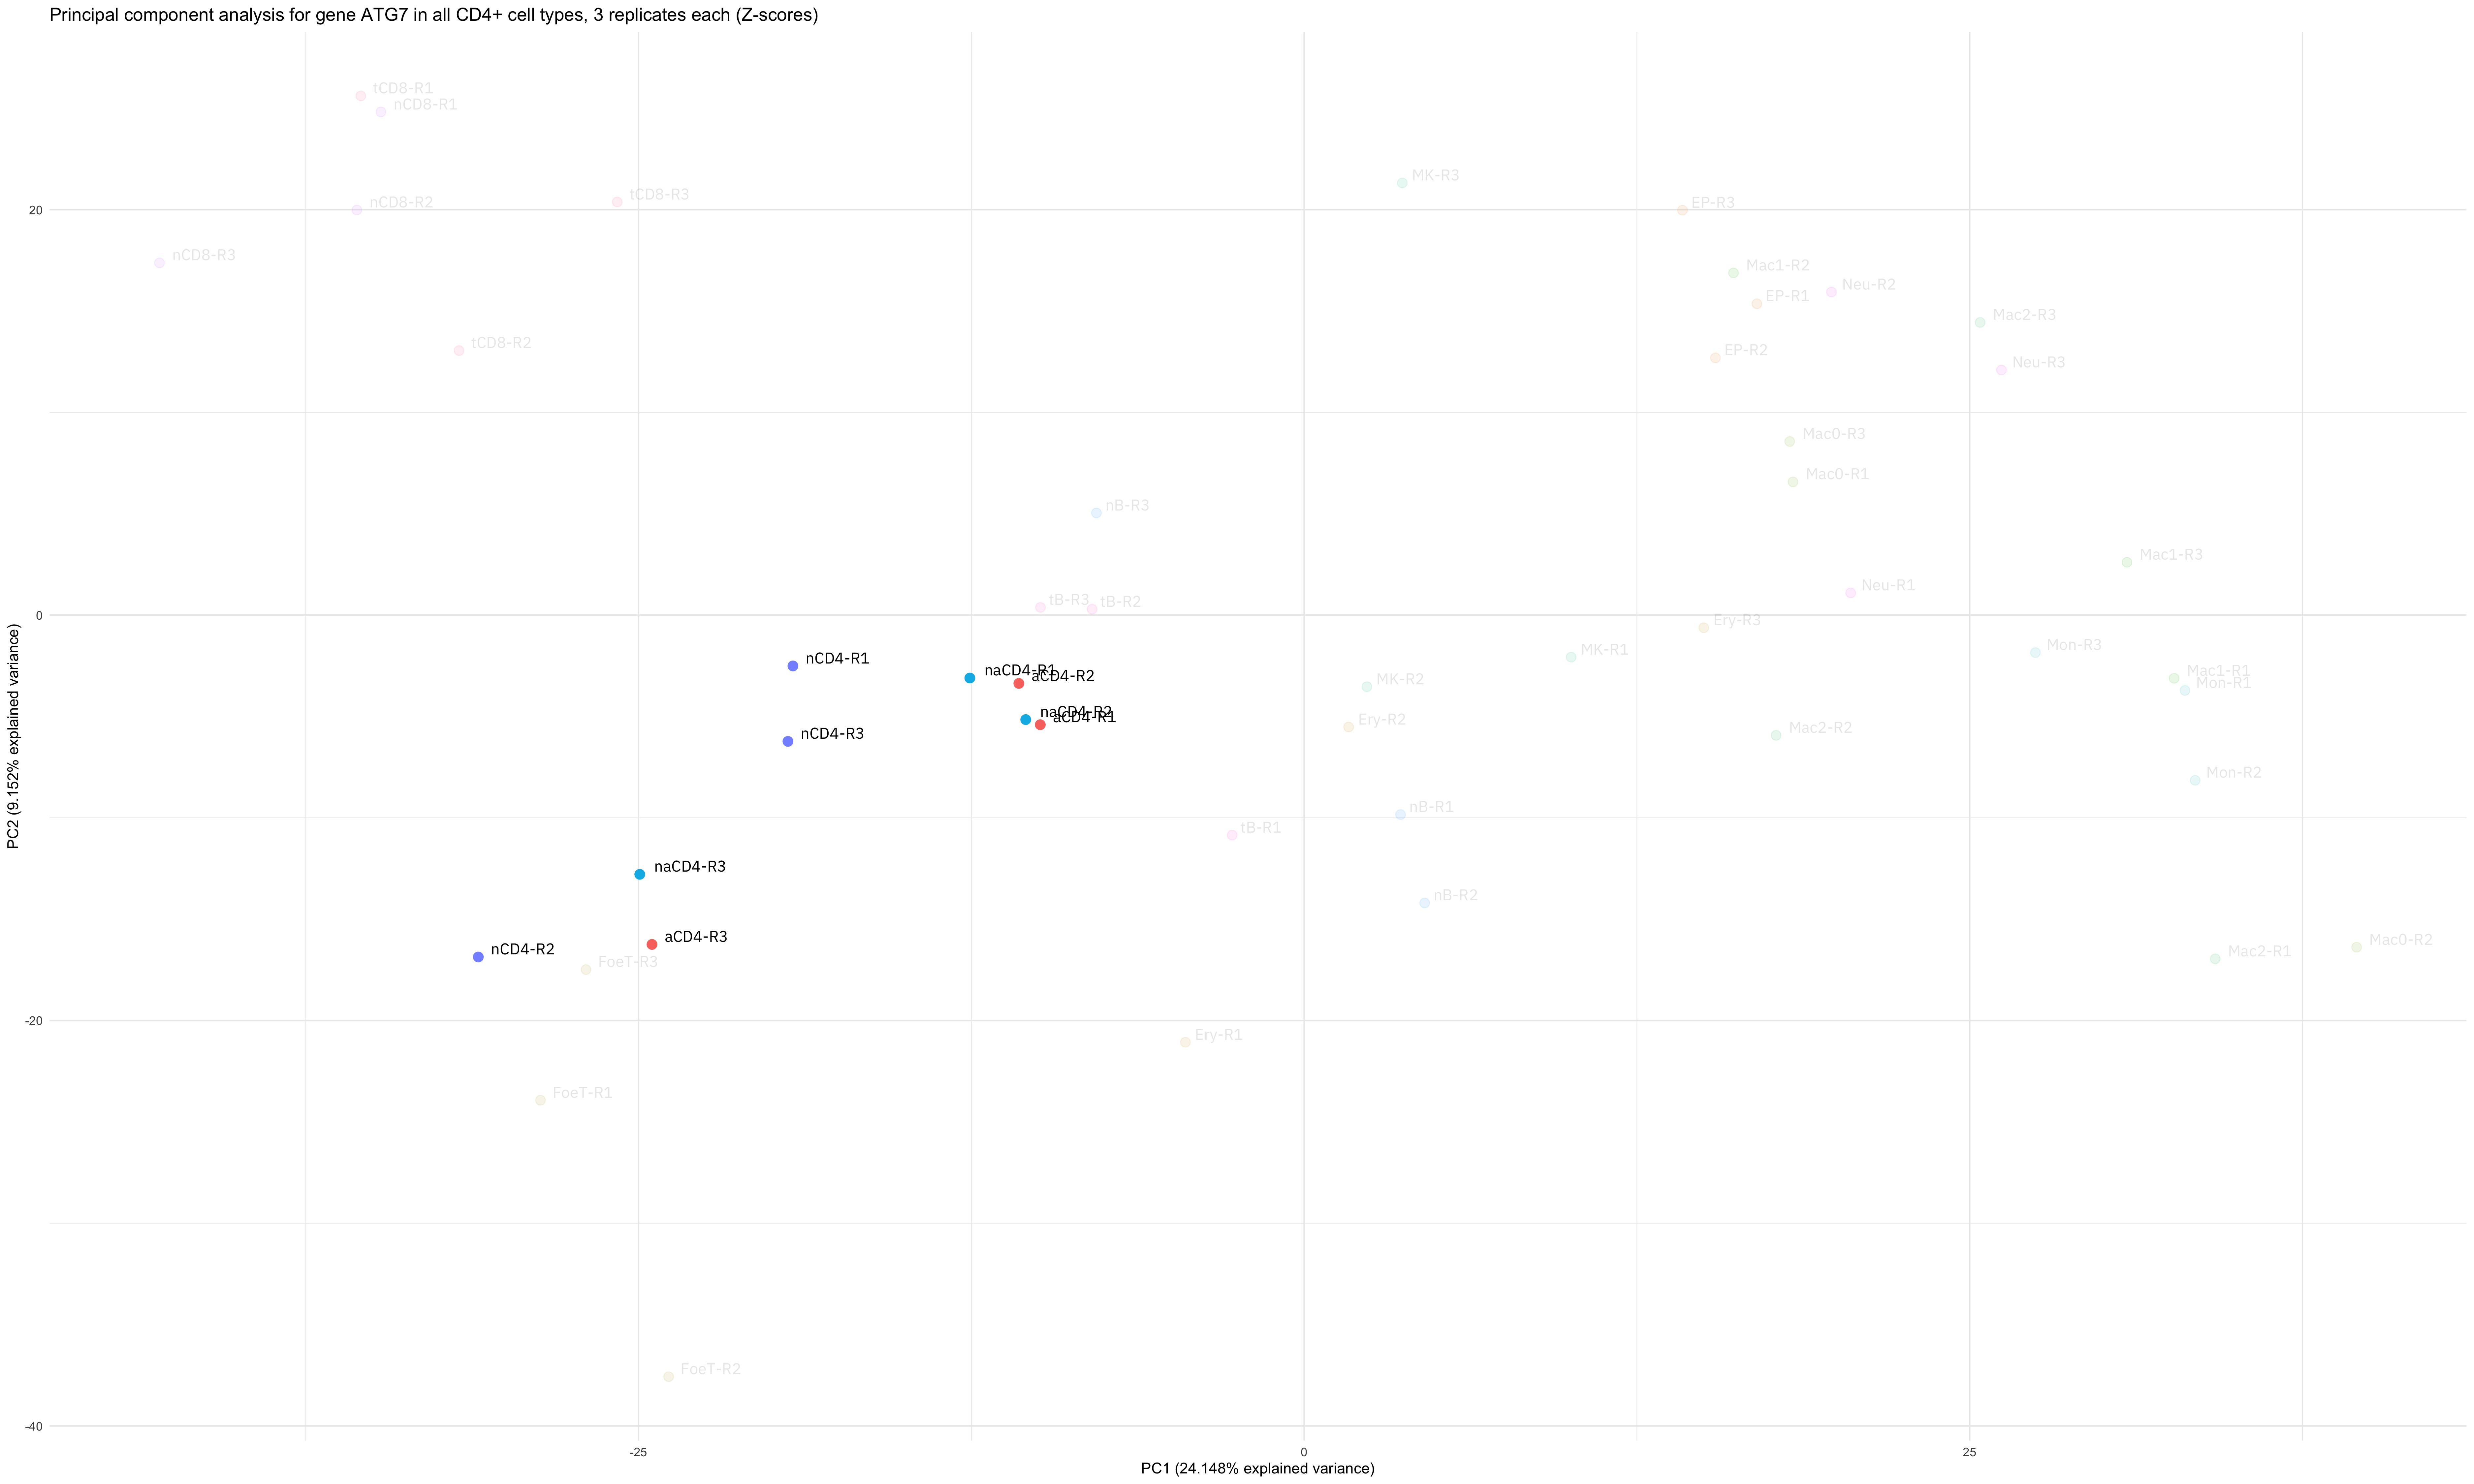 Principal component analysis for gene ATG7 in all CD4+ cell types, 3 replicates each (Z-scores)
tCD8-R1
nCD8-R1
MK-R3
tCD8-R3
nCD8-R2
EP-R3
20
nCD8-R3
Mac1-R2
Neu-R2
EP-R1
Mac2-R3
tCD8-R2
EP-R2
Neu-R3
Mac0-R3
Mac0-R1
nB-R3
Mac1-R3
Neu-R1
tB-R3
tB-R2
0
Ery-R3
Mon-R3
nCD4-R1
MK-R1
naCD4-R1
aCD4-R2
MK-R2
Mac1-R1
Mon-R1
naCD4-R2
aCD4-R1
Ery-R2
Mac2-R2
nCD4-R3
Mon-R2
nB-R1
tB-R1
naCD4-R3
nB-R2
aCD4-R3
Mac0-R2
nCD4-R2
Mac2-R1
FoeT-R3
-20
Ery-R1
FoeT-R1
FoeT-R2
-40
PC2 (9.152% explained variance)
-25
0
25
PC1 (24.148% explained variance)